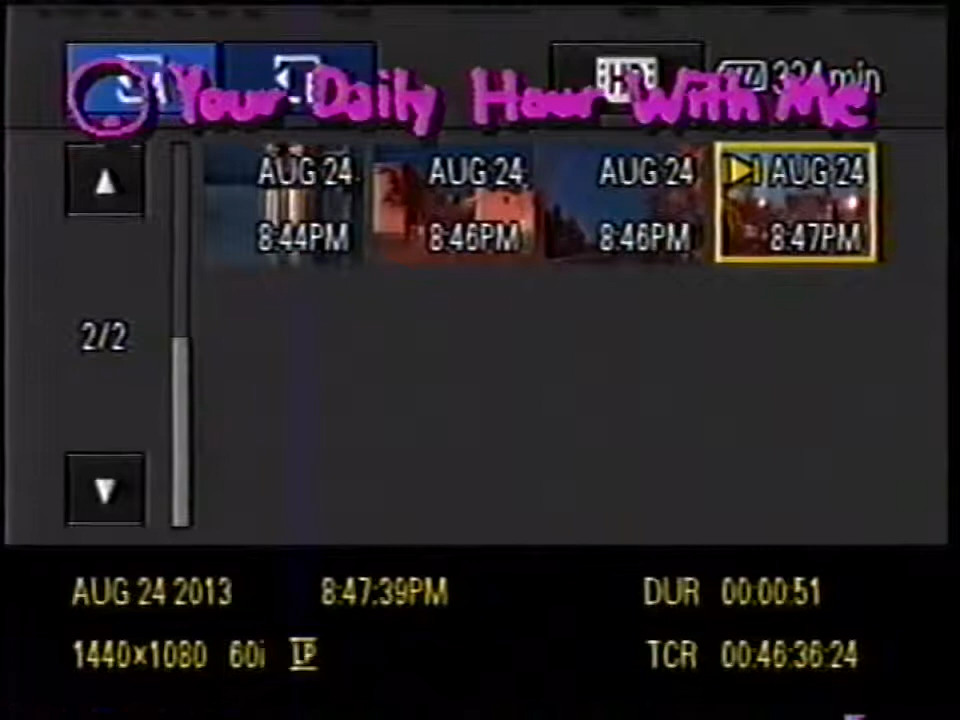 HD 324min
Your Daily Hour With Me
AUG 24 AUG 24 AUG 24 AUG 24
8:44PM 8:46PM 8:46PM 8:47PM
2/2
AUG 24 2013 8:47:39PM DUR 00:00:51
1440×1080 60i LP TCR 00:46:36:24